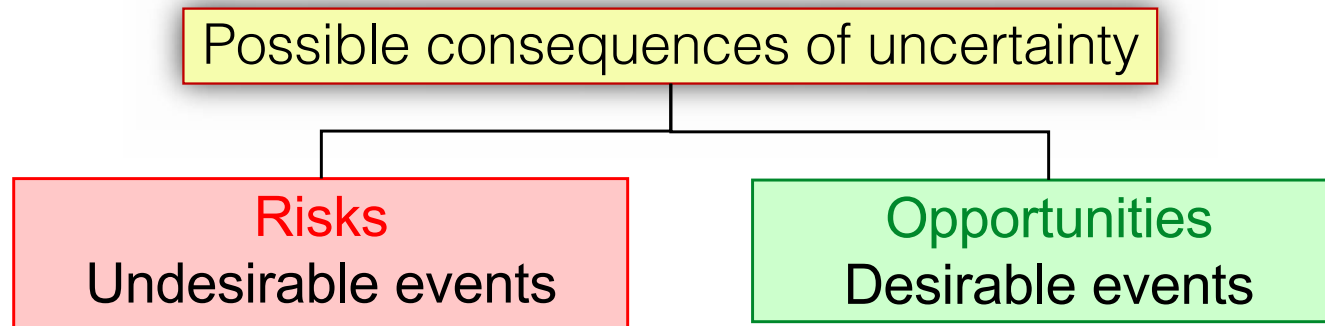 Possible consequences of uncertainty
Risks
Undesirable events
Opportunities
Desirable events